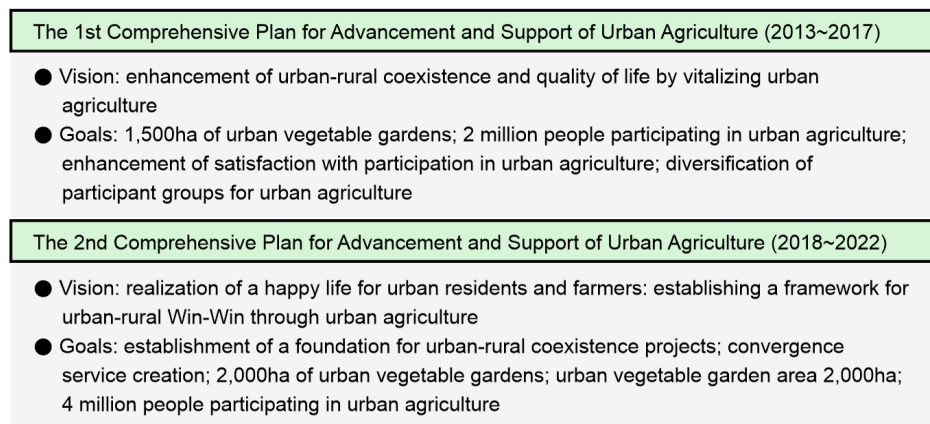 The 1st Comprehensive Plan for Advancement and Support of Urban Agriculture (2013~2017)
● Vision: enhancement of urban-rural coexistence and quality of life by vitalizing urban
agriculture
● Goals: 1,500ha of urban vegetable gardens; 2 million people participating in urban agriculture;
enhancement of satisfaction with participation in urban agriculture; diversification of
participant groups for urban agriculture
The 2nd Comprehensive Plan for Advancement and Support of Urban Agriculture (2018~2022)
● Vision: realization of a happy life for urban residents and farmers: establishing a framework for
urban-rural Win-Win through urban agriculture
● Goals: establishment of a foundation for urban-rural coexistence projects; convergence
service creation; 2,000ha of urban vegetable gardens; urban vegetable garden area 2,000ha;
4 million people participating in urban agriculture